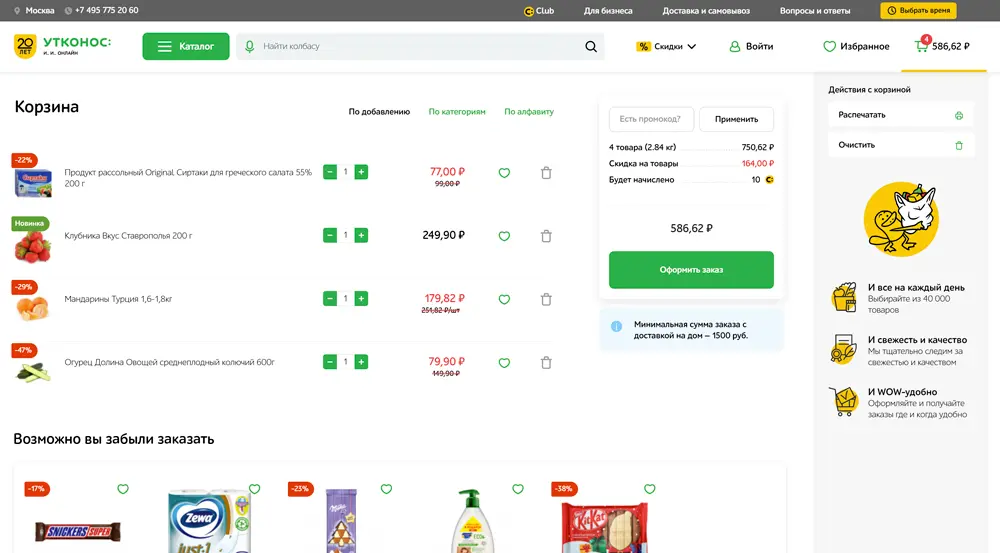 Москва
+7 495 775 20 60
Club
Для бизнеса
Доставка и самовывоз
Вопросы и ответы
Выбрать время
20 ЛЕТ
УТКОНОС:
И. И. ОНЛАЙН
Каталог
Найти колбасу
%
Скидки
Войти
Избранное
4
586,62 ₽
Корзина
По добавлению
По категориям
По алфавиту
-22%
Продукт рассольный Original Сиртаки для греческого салата 55%
200 г
1
77,00 ₽
99,00 ₽
Новинка
Клубника Вкус Ставрополья 200 г
1
249,90 ₽
-29%
Мандарины Турция 1,6-1,8кг
1
179,82 ₽
251,82 ₽/шт
-47%
Огурец Долина Овощей среднеплодный колючий 600г
1
79,90 ₽
149,90 ₽
Есть промокод?
Применить
4 товара (2.84 кг)
750,62 ₽
Скидка на товары
164,00 ₽
Будет начислено
10
586,62 ₽
Оформить заказ
Минимальная сумма заказа с
доставкой на дом – 1500 руб.
Действия с корзиной
Распечатать
Очистить
И все на каждый день
Выбирайте из 40 000
товаров
И свежесть и качество
Мы тщательно следим за
свежестью и качеством
И WOW-удобно
Оформляйте и получайте
заказы где и когда удобно
Возможно вы забыли заказать
-17%
-23%
-38%
SNICKERS SUPER
Zewa
just·1
Milka
ECO
KitKat